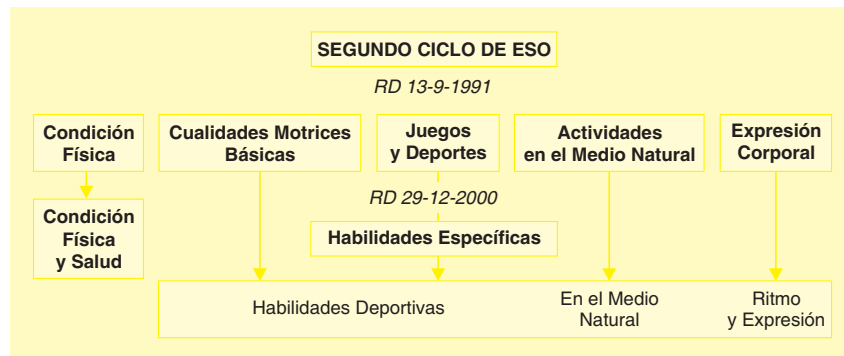 SEGUNDO CICLO DE ESO
RD 13-9-1991
Condición
Física
Cualidades Motrices
Básicas
Juegos
y Deportes
Actividades
en el Medio Natural
Expresión
Corporal
RD 29-12-2000
Condición
Física
y Salud
Habilidades Específicas
Habilidades Deportivas
En el Medio
Natural
Ritmo
y Expresión